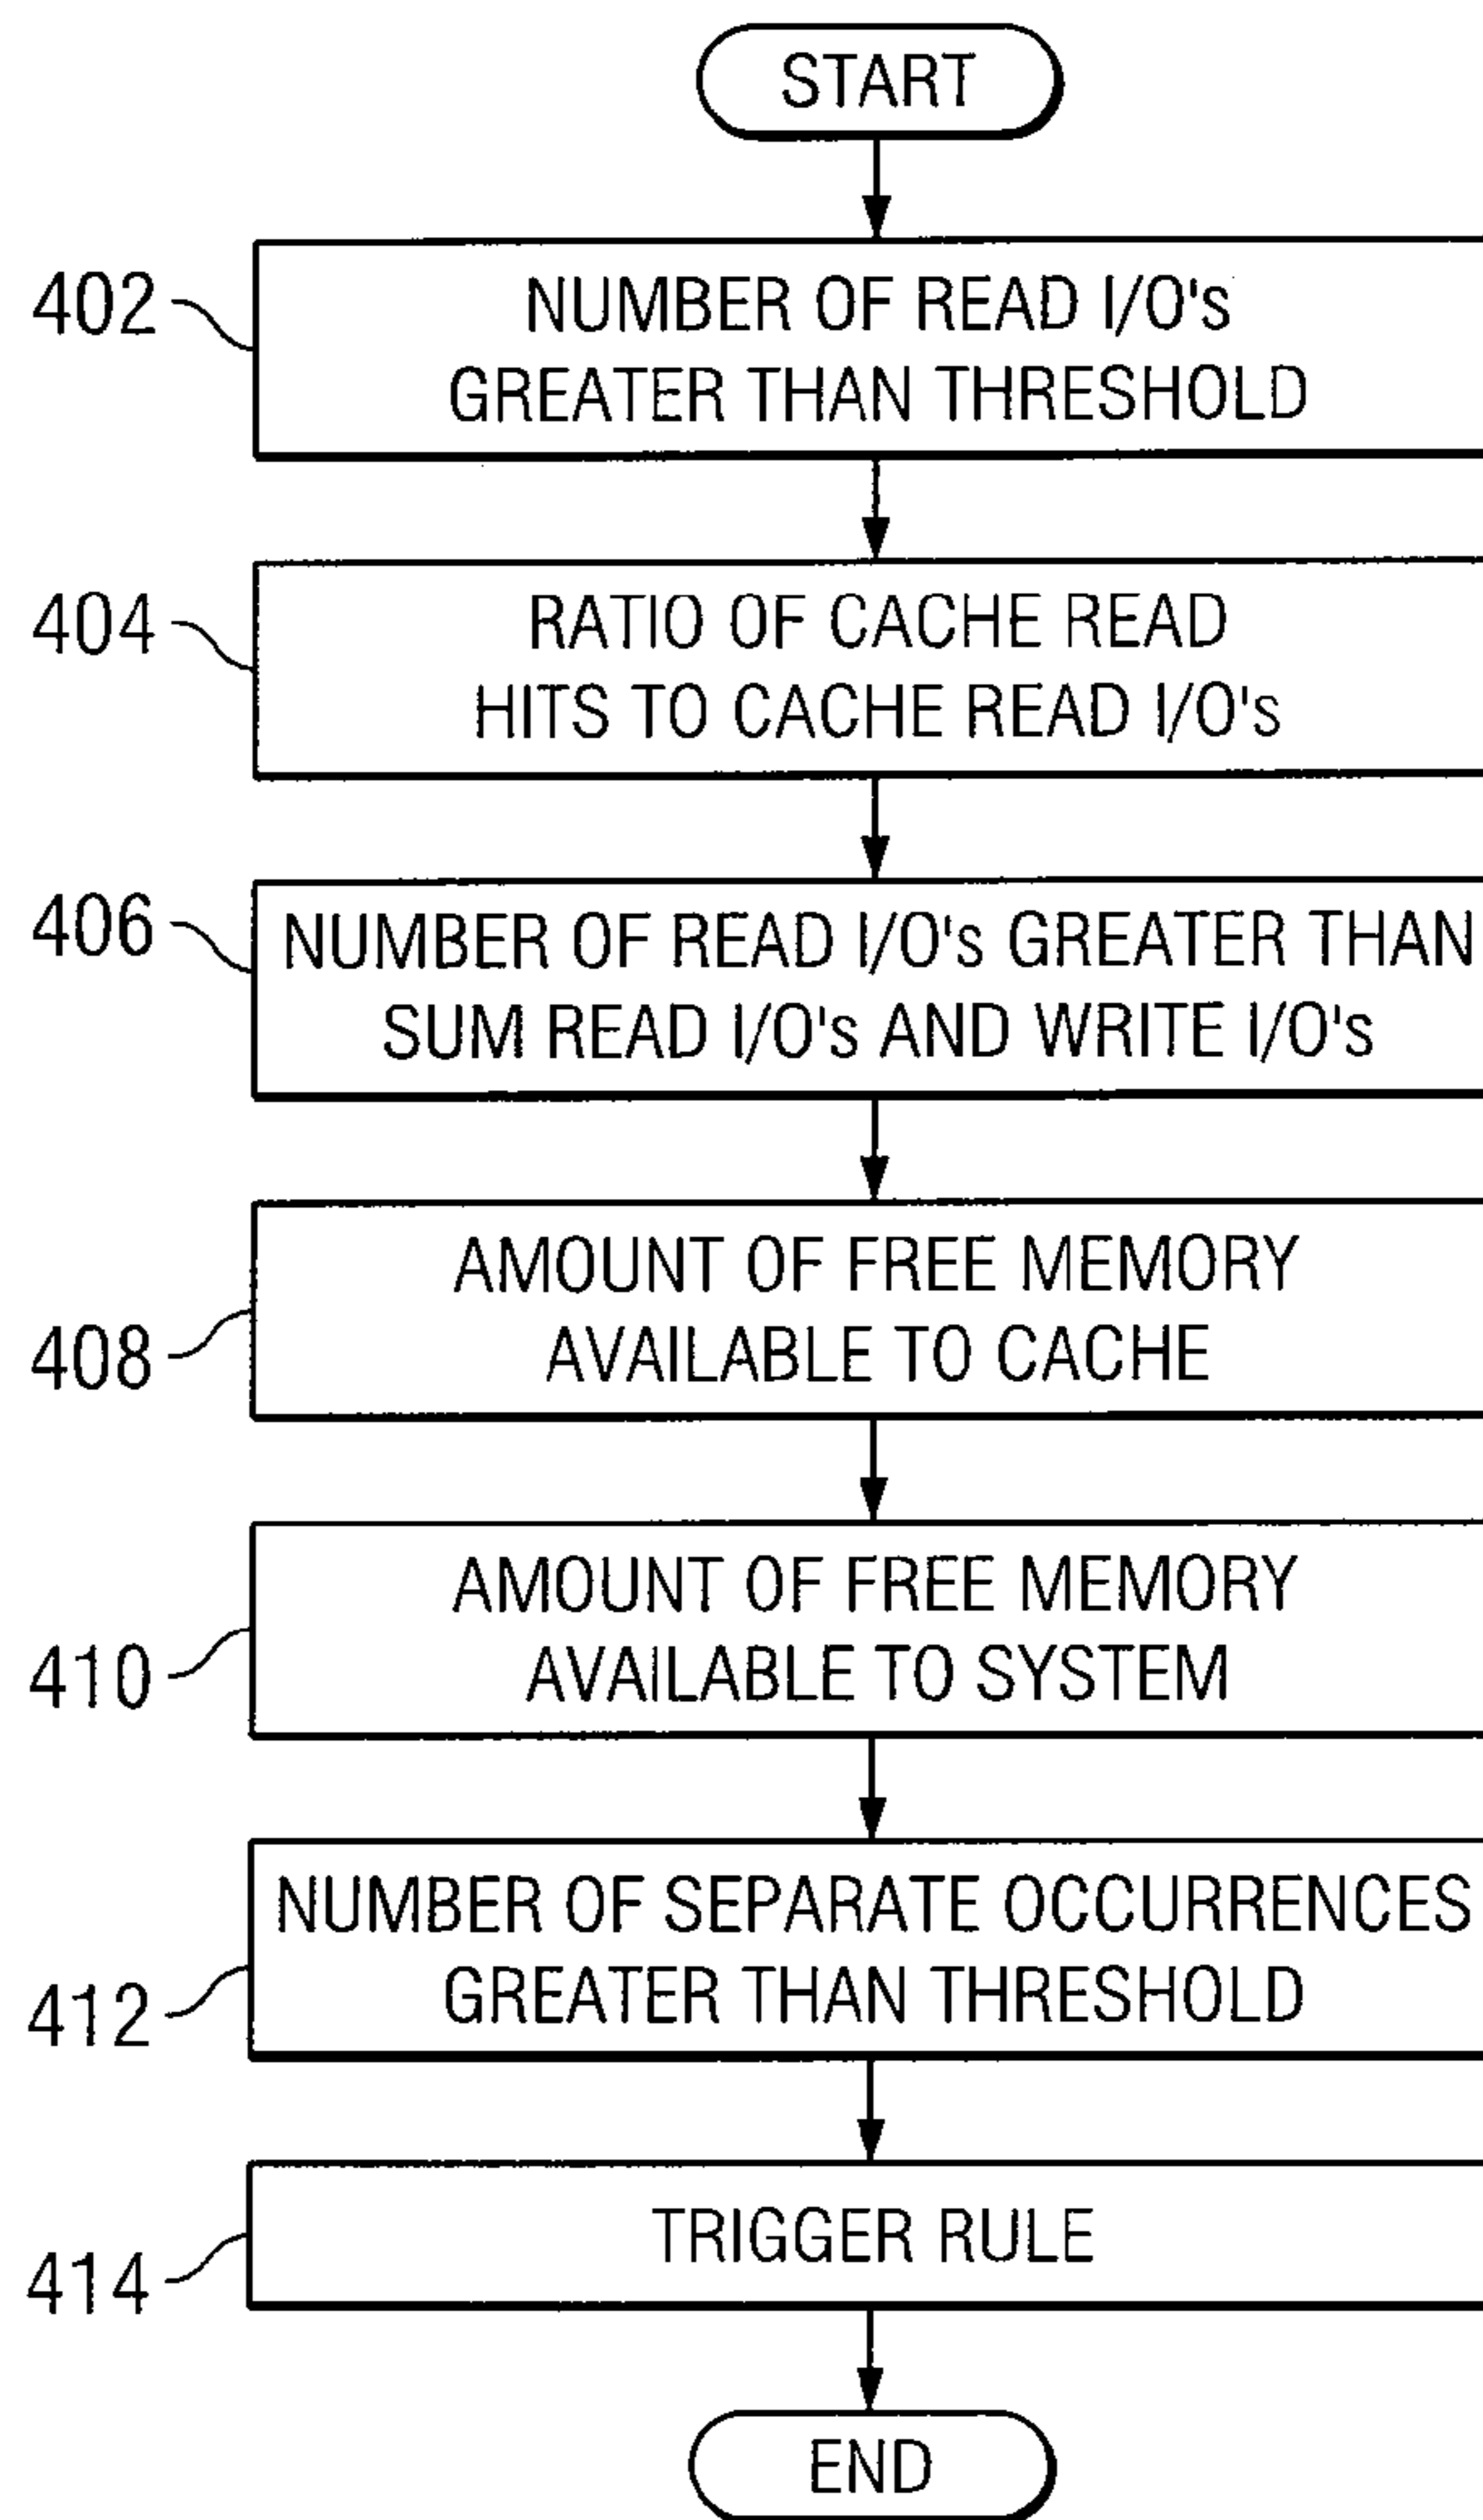 START
402
NUMBER OF READ I/O's
GREATER THAN THRESHOLD
404
RATIO OF CACHE READ
HITS TO CACHE READ I/O's
406
NUMBER OF READ I/O's GREATER THAN
SUM READ I/O's AND WRITE I/O's
408
AMOUNT OF FREE MEMORY
AVAILABLE TO CACHE
410
AMOUNT OF FREE MEMORY
AVAILABLE TO SYSTEM
412
NUMBER OF SEPARATE OCCURRENCES
GREATER THAN THRESHOLD
414
TRIGGER RULE
END